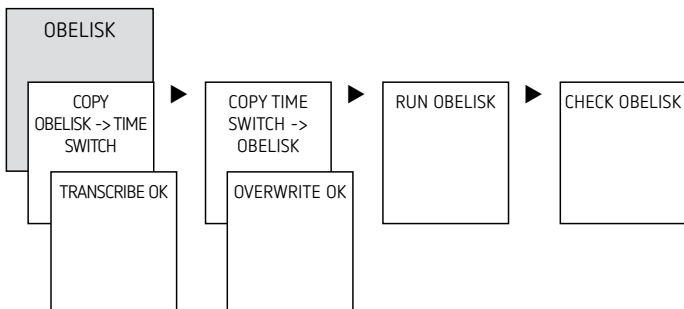 OBELISK
COPY
OBELISK -> TIME
SWITCH
TRANSCRIBE OK
COPY TIME
SWITCH ->
OBELISK
OVERWRITE OK
RUN OBELISK
CHECK OBELISK